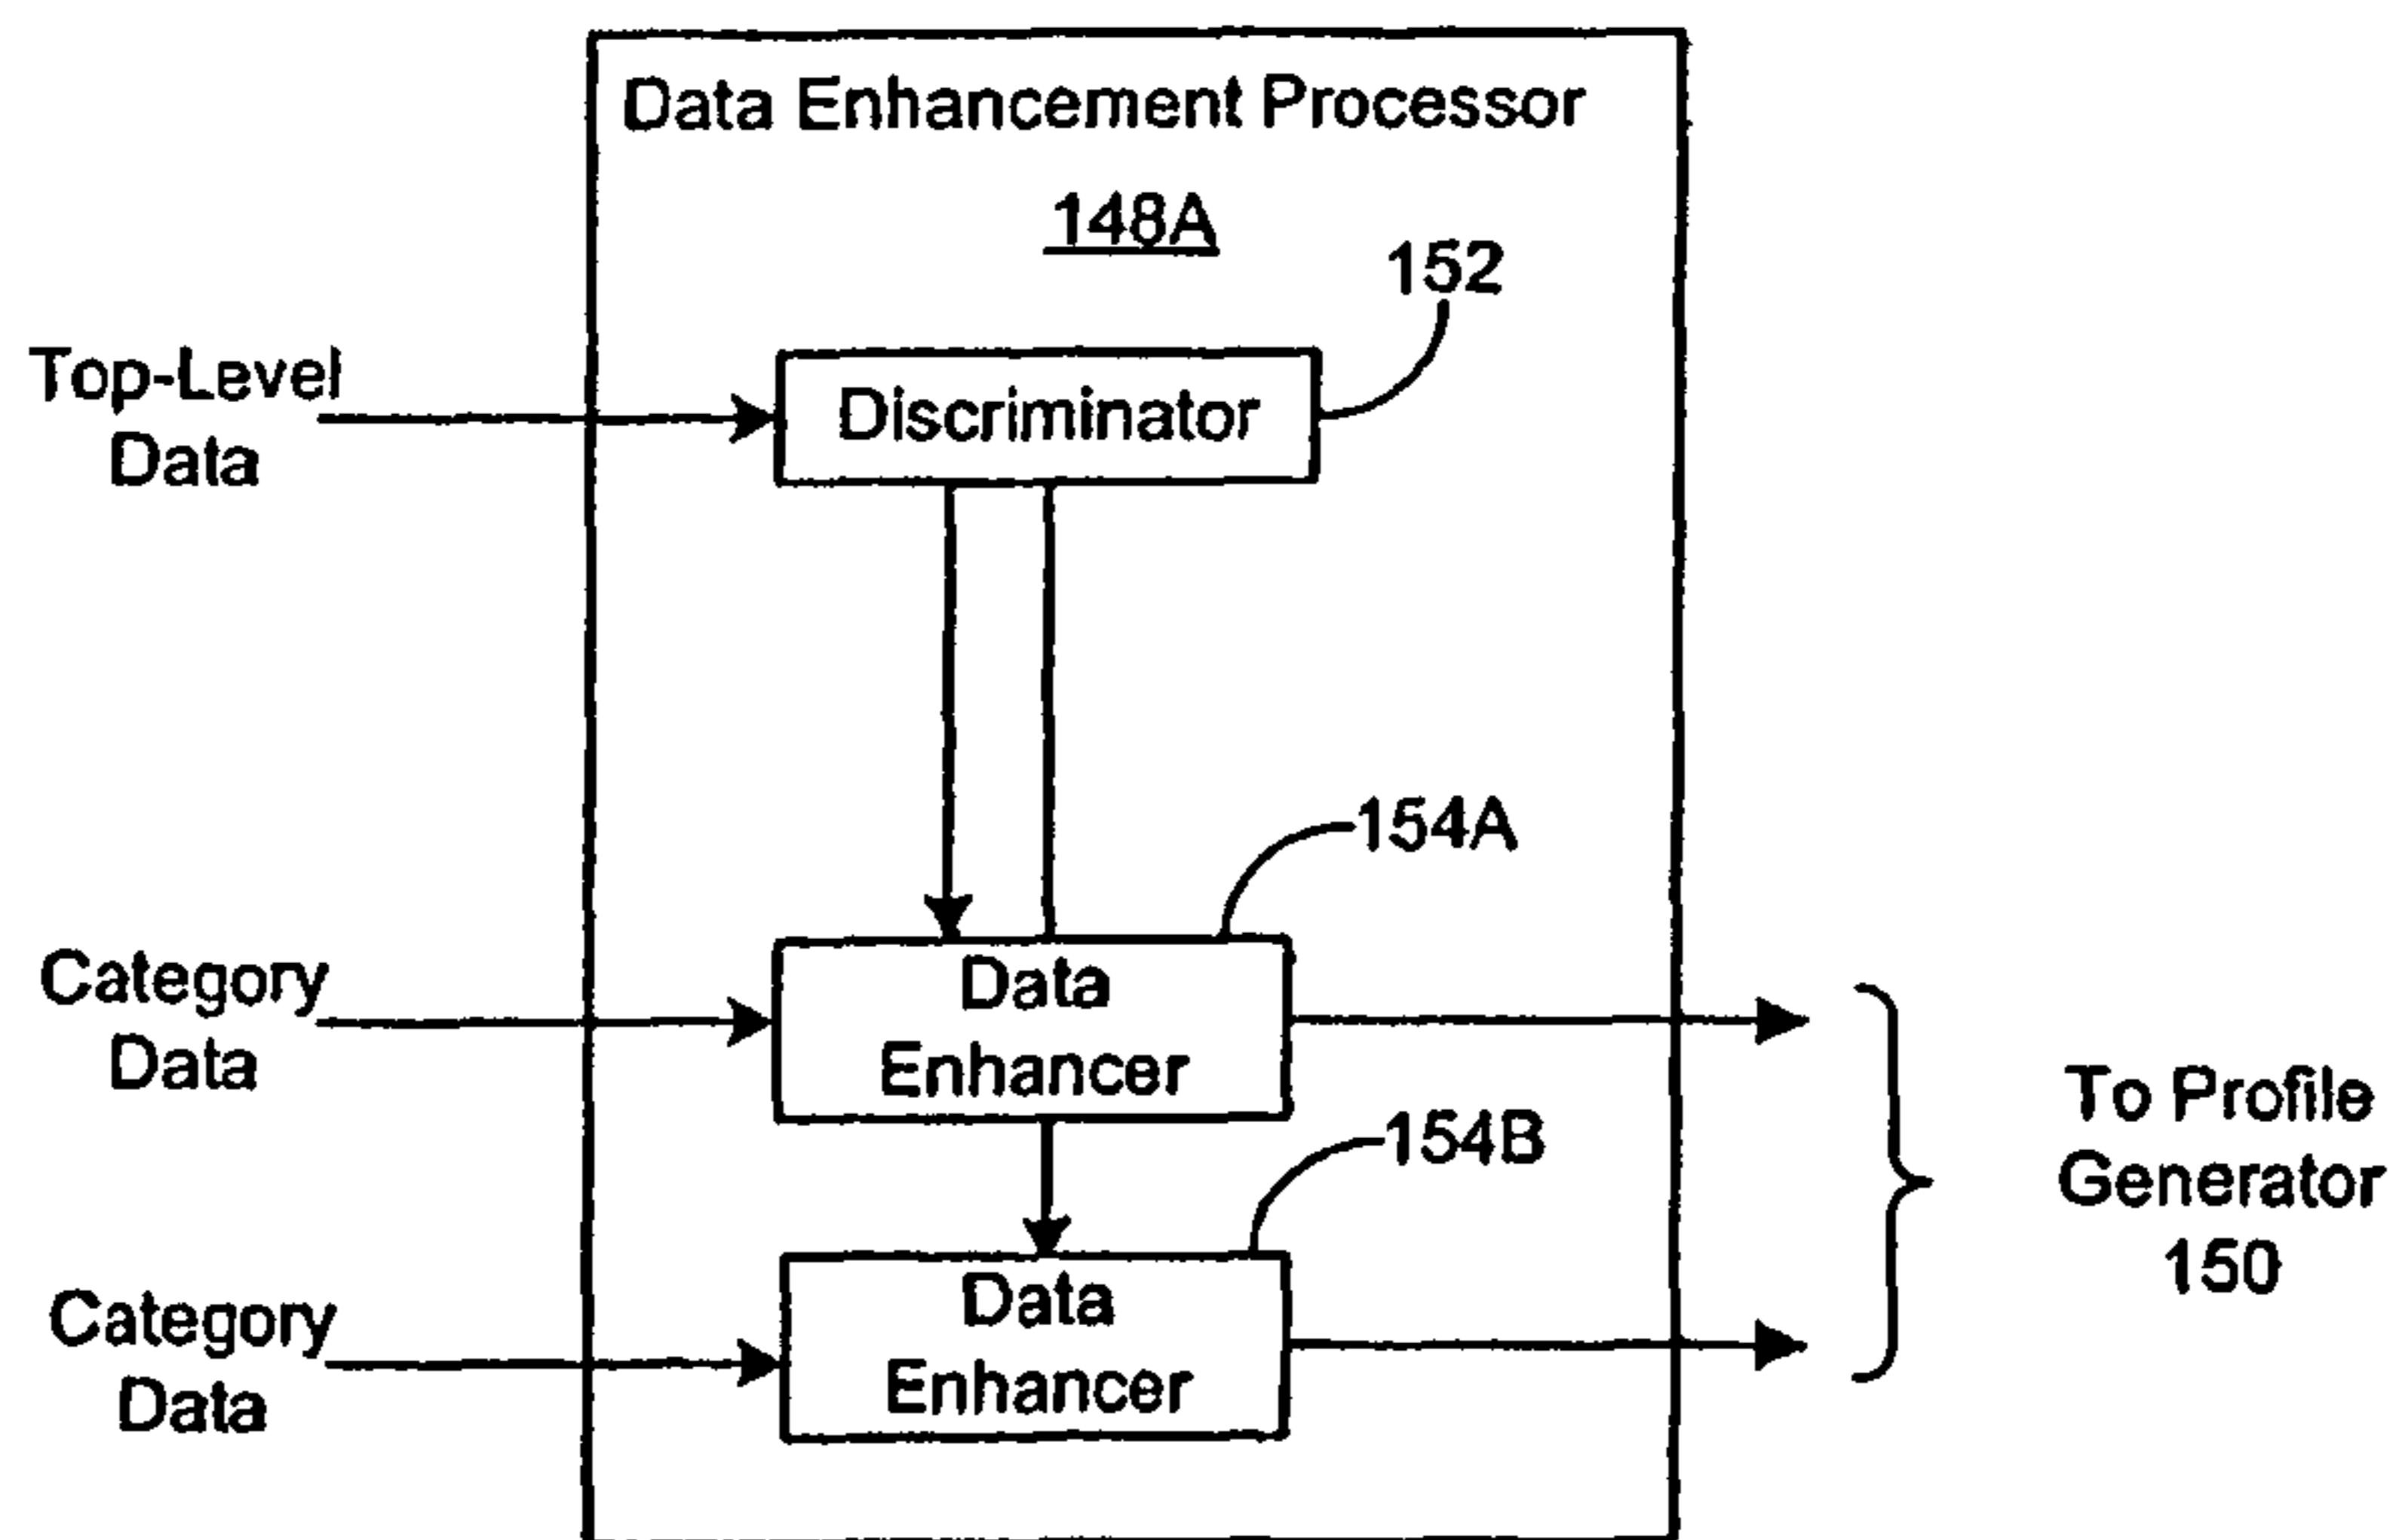 Data Enhancement Processor
148A
152
Top-Level
Data
Discriminator
154A
Category
Data
Data
Enhancer
154B
To Profile
Generator
150
Category
Data
Data
Enhancer